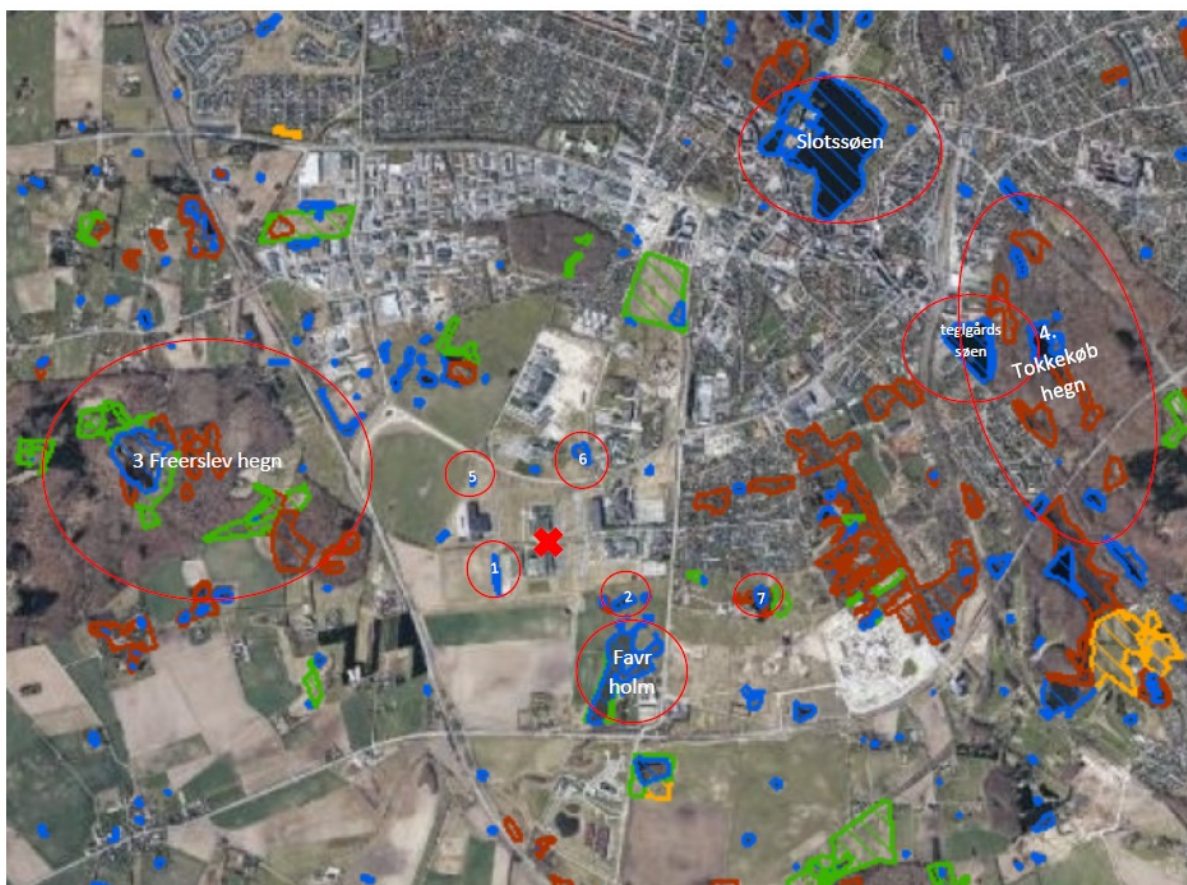 Slotssøen
teglgårds
søen
4.
Tokkekøb
hegn
3 Freerslev hegn
5
6
1
2
7
Favr
holm